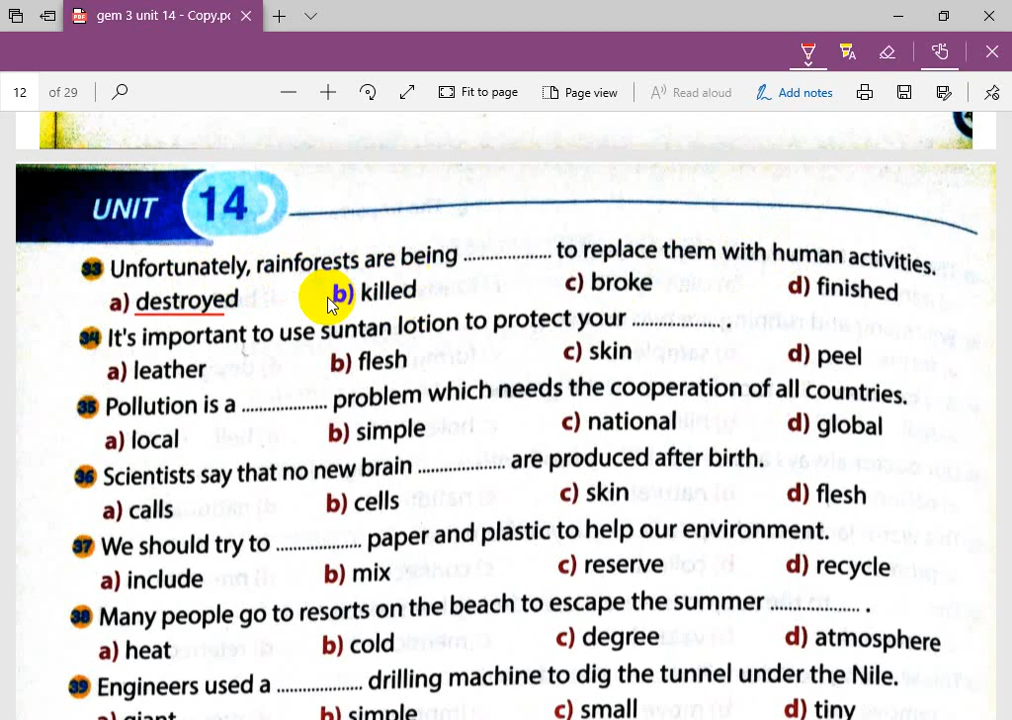 gem 3 unit 14 - Copy.pc
12 of 29 Fit to page Page view Read aloud Add notes
UNIT 14
33 Unfortunately, rainforests are being .............. to replace them with human activities.
a) destroyed b) killed c) broke d) finished
34 It's important to use suntan lotion to protect your .............. .
a) leather b) flesh c) skin d) peel
35 Pollution is a .............. problem which needs the cooperation of all countries.
a) local b) simple c) national d) global
36 Scientists say that no new brain .............. are produced after birth.
a) calls b) cells c) skin d) flesh
37 We should try to .............. paper and plastic to help our environment.
a) include b) mix c) reserve d) recycle
38 Many people go to resorts on the beach to escape the summer .............. .
a) heat b) cold c) degree d) atmosphere
39 Engineers used a .............. drilling machine to dig the tunnel under the Nile.
a) giant b) simple c) small d) tiny